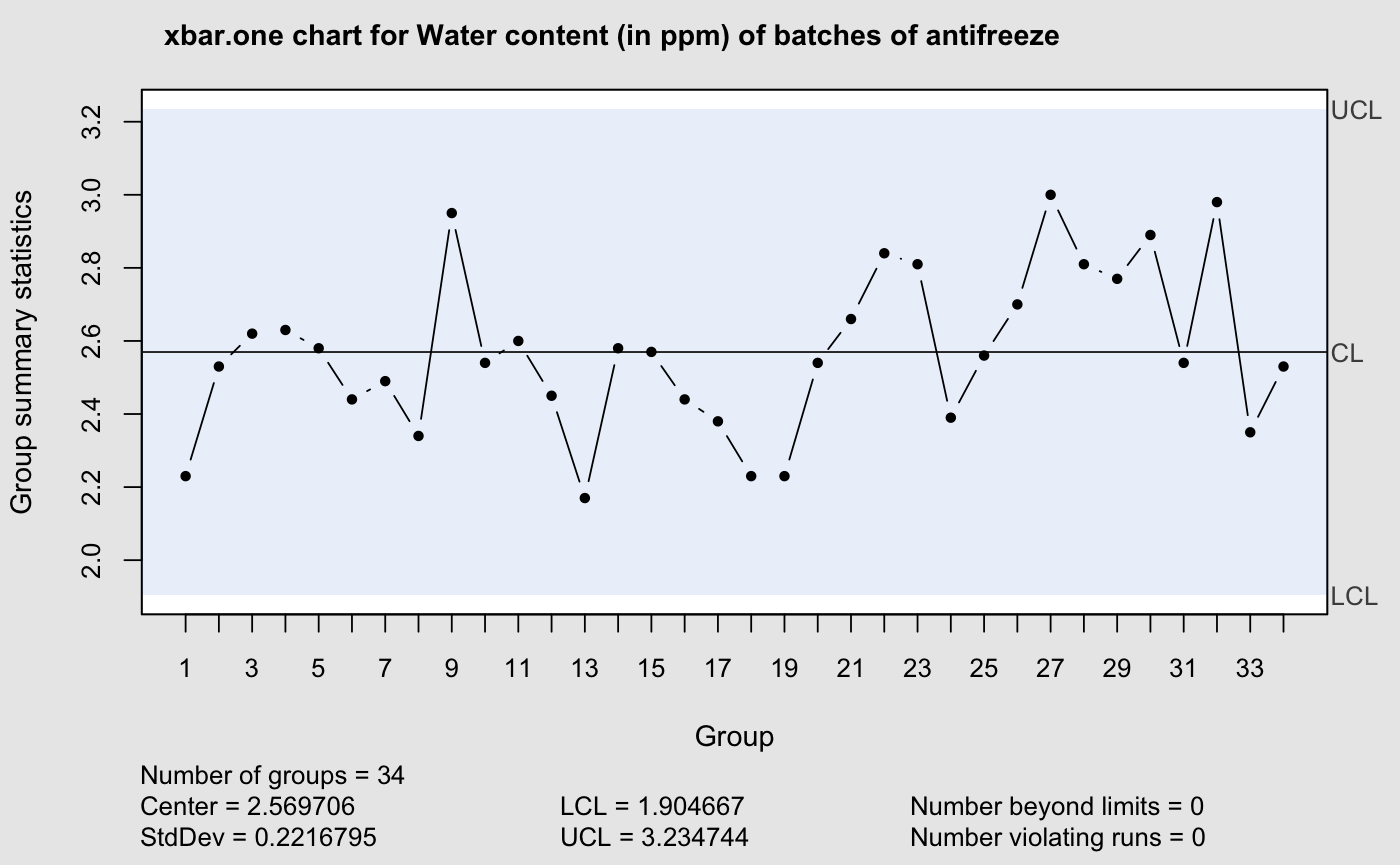 xbar.one chart for Water content (in ppm) of batches of antifreeze
Group summary statistics
3.2
3.0
2.8
2.6
2.4
2.2
2.0
UCL
CL
LCL
1 3 5 7 9 11 13 15 17 19 21 23 25 27 29 31 33
Group
Number of groups = 34
Center = 2.569706 LCL = 1.904667 Number beyond limits = 0
StdDev = 0.2216795 UCL = 3.234744 Number violating runs = 0